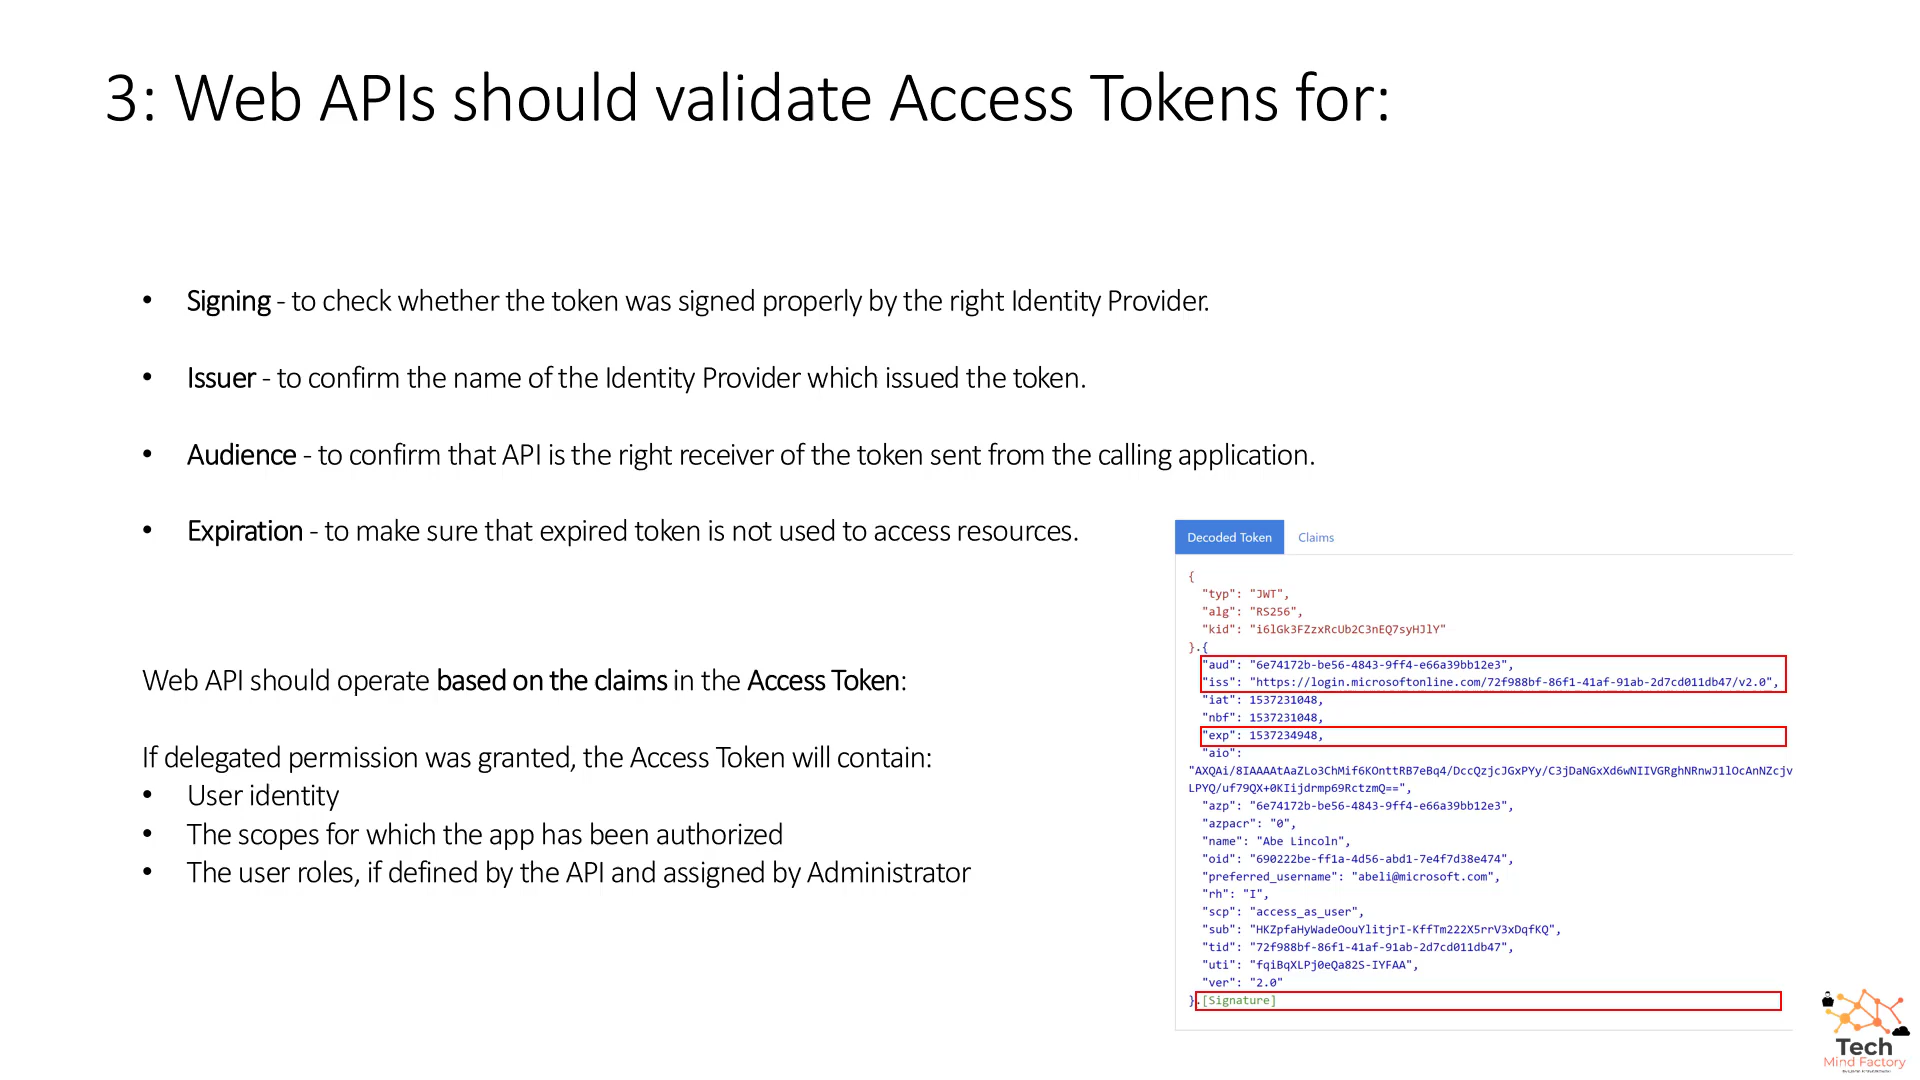 3: Web APIs should validate Access Tokens for:
• Signing - to check whether the token was signed properly by the right Identity Provider.
• Issuer - to confirm the name of the Identity Provider which issued the token.
• Audience - to confirm that API is the right receiver of the token sent from the calling application.
• Expiration - to make sure that expired token is not used to access resources.
Web API should operate based on the claims in the Access Token:
If delegated permission was granted, the Access Token will contain:
• User identity
• The scopes for which the app has been authorized
• The user roles, if defined by the API and assigned by Administrator
Decoded Token Claims
{
"typ": "JWT",
"alg": "RS256",
"kid": "i6lGk3FZzxRcUb2C3nEQ7syHJlY"
}.{
"aud": "6e74172b-be56-4843-9ff4-e66a39bb12e3",
"iss": "https://login.microsoftonline.com/72f988bf-86f1-41af-91ab-2d7cd011db47/v2.0",
"iat": 1537231048,
"nbf": 1537231048,
"exp": 1537234948,
"aio":
"AXQAi/8IAAAAtAaZLo3ChMif6KOnttRB7eBq4/DccQzjcJGxPYy/C3jDaNGxXd6wNIIVGRghNRnwJ1lOcAnNZcjv
LPYQ/uf79QX+0KIijdrmp69RctzmQ==",
"azp": "6e74172b-be56-4843-9ff4-e66a39bb12e3",
"azpacr": "0",
"name": "Abe Lincoln",
"oid": "690222be-ff1a-4d56-abd1-7e4f7d38e474",
"preferred_username": "abeli@microsoft.com",
"rh": "I",
"scp": "access_as_user",
"sub": "HKZpfaHyWadeOouYlitjrI-KffTm222X5rrV3xDqfKQ",
"tid": "72f988bf-86f1-41af-91ab-2d7cd011db47",
"uti": "fqiBqXLPj0eQa82S-IYFAA",
"ver": "2.0"
}.[Signature]
Tech
Mind Factory